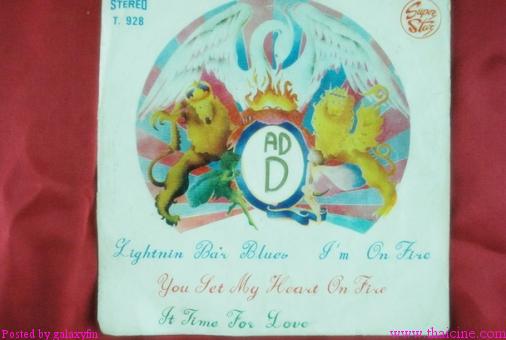 STEREO
T. 928
Super
Star
AD
D
Lightnin Bar Blues I'm On Fire
You Set My Heart On Fire
It Time For Love
Posted by galaxyfin
www.thaicine.com